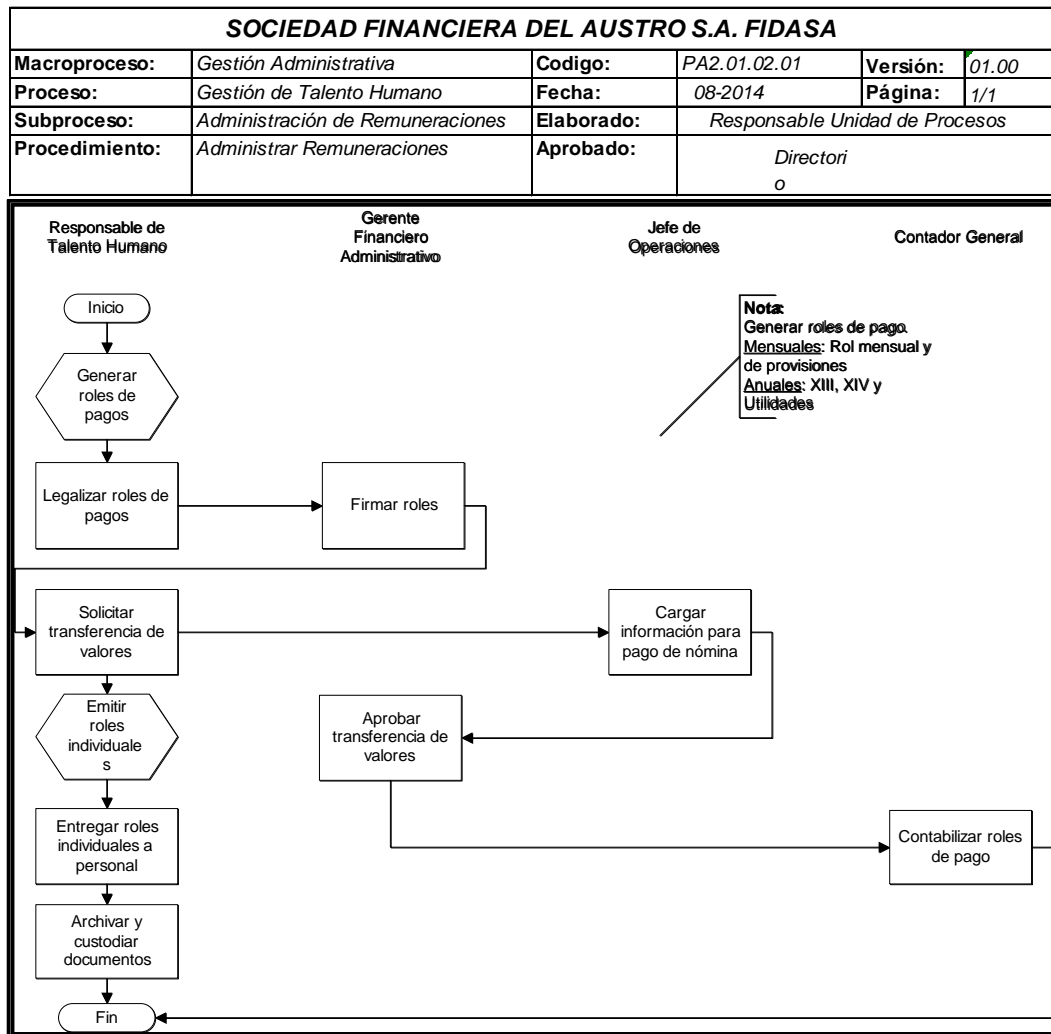 SOCIEDAD FINANCIERA DEL AUSTRO S.A. FIDASA
Macroproceso: Gestión Administrativa Codigo: PA2.01.02.01 Versión: 01.00
Proceso: Gestión de Talento Humano Fecha: 08-2014 Página: 1/1
Subproceso: Administración de Remuneraciones Elaborado: Responsable Unidad de Procesos
Procedimiento: Administrar Remuneraciones Aprobado: Directori
o
Responsable de
Talento Humano
Gerente
Financiero
Administrativo
Jefe de
Operaciones
Contador General
Inicio
Nota:
Generar roles de pago.
Mensuales: Rol mensual y
de provisiones
Anuales: XIII, XIV y
Utilidades
Generar
roles de
pagos
Legalizar roles de
pagos
Firmar roles
Solicitar
transferencia de
valores
Cargar
información para
pago de nómina
Emitir
roles
individuale
s
Aprobar
transferencia de
valores
Entregar roles
individuales a
personal
Contabilizar roles
de pago
Archivar y
custodiar
documentos
Fin